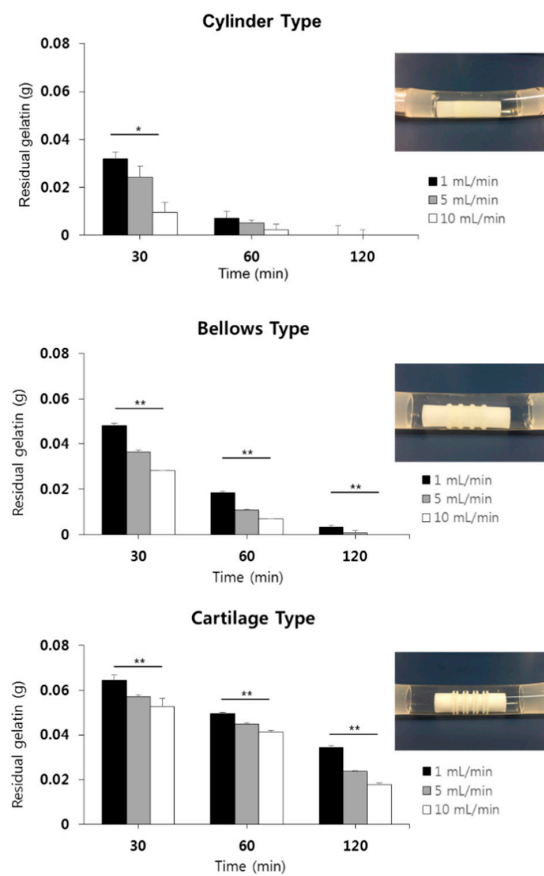 Cylinder Type
Residual gelatin (g)
0.08
0.06
0.04
0.02
0
*
30
60
120
Time (min)
1 mL/min
5 mL/min
10 mL/min
Bellows Type
Residual gelatin (g)
0.08
0.06
0.04
0.02
0
**
**
**
30
60
120
Time (min)
1 mL/min
5 mL/min
10 mL/min
Cartilage Type
Residual gelatin (g)
0.08
0.06
0.04
0.02
0
**
**
**
30
60
120
Time (min)
1 mL/min
5 mL/min
10 mL/min